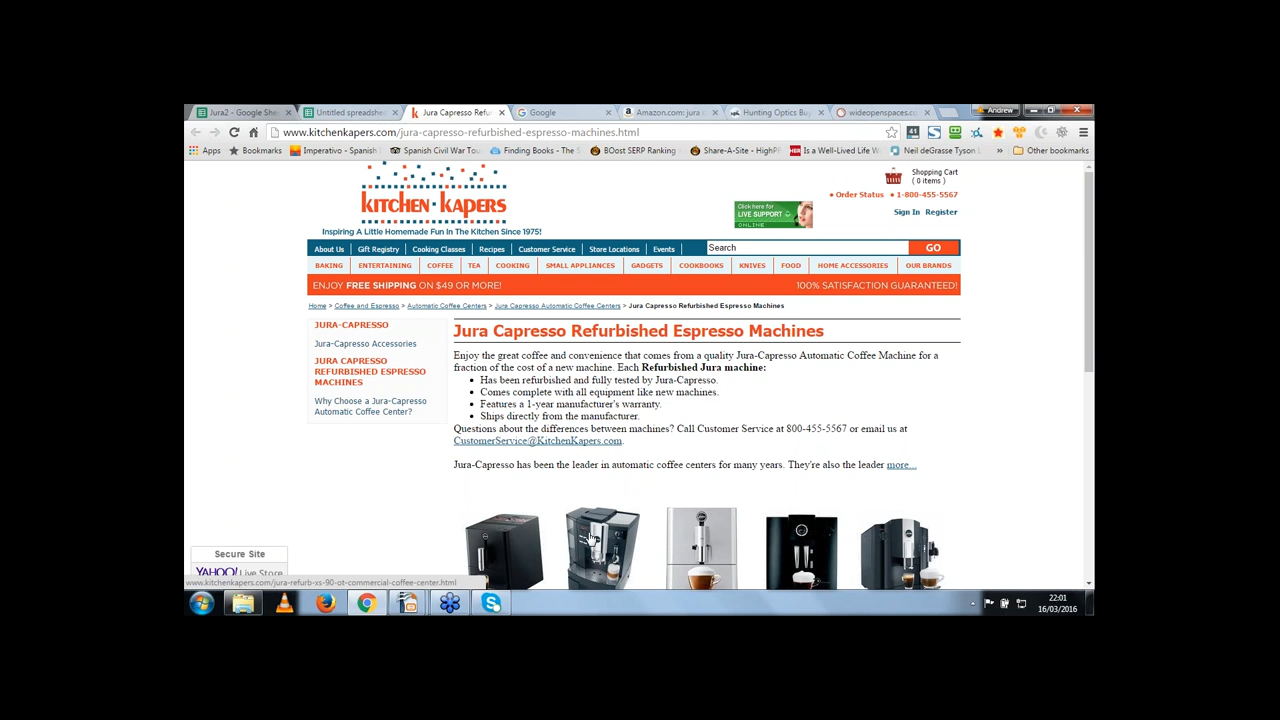 Jura2 - Google She
Untitled spreadshe
Jura Capresso Refu
Google
Amazon.com: jura c
Hunting Optics Bu
wideopenspaces.c
Andrew
www.kitchenkapers.com/jura-capresso-refurbished-espresso-machines.html
41
Apps
Bookmarks
Imperativo - Spanish
Spanish Civil War Tou
Finding Books - The S
BOost SERP Ranking
Share-A-Site - HighP
HBR
Is a Well-Lived Life W
Neil deGrasse Tyson
»
Other bookmarks
kitchen·kapers
Inspiring A Little Homemade Fun In The Kitchen Since 1975!
Click here for
LIVE SUPPORT
ONLINE
Shopping Cart
( 0 items )
• Order Status • 1-800-455-5567
Sign In Register
About Us
Gift Registry
Cooking Classes
Recipes
Customer Service
Store Locations
Events
Search
GO
BAKING
ENTERTAINING
COFFEE
TEA
COOKING
SMALL APPLIANCES
GADGETS
COOKBOOKS
KNIVES
FOOD
HOME ACCESSORIES
OUR BRANDS
ENJOY FREE SHIPPING ON $49 OR MORE!
100% SATISFACTION GUARANTEED!
Home > Coffee and Espresso > Automatic Coffee Centers > Jura Capresso Automatic Coffee Centers > Jura Capresso Refurbished Espresso Machines
JURA-CAPRESSO
Jura-Capresso Accessories
JURA CAPRESSO
REFURBISHED ESPRESSO
MACHINES
Why Choose a Jura-Capresso
Automatic Coffee Center?
Jura Capresso Refurbished Espresso Machines
Enjoy the great coffee and convenience that comes from a quality Jura-Capresso Automatic Coffee Machine for a
fraction of the cost of a new machine. Each Refurbished Jura machine:
• Has been refurbished and fully tested by Jura-Capresso.
• Comes complete with all equipment like new machines.
• Features a 1-year manufacturer's warranty.
• Ships directly from the manufacturer.
Questions about the differences between machines? Call Customer Service at 800-455-5567 or email us at
CustomerService@KitchenKapers.com.
Jura-Capresso has been the leader in automatic coffee centers for many years. They're also the leader more...
Secure Site
YAHOO! Live Store
www.kitchenkapers.com/jura-refurb-xs-90-ot-commercial-coffee-center.html
22:01
16/03/2016